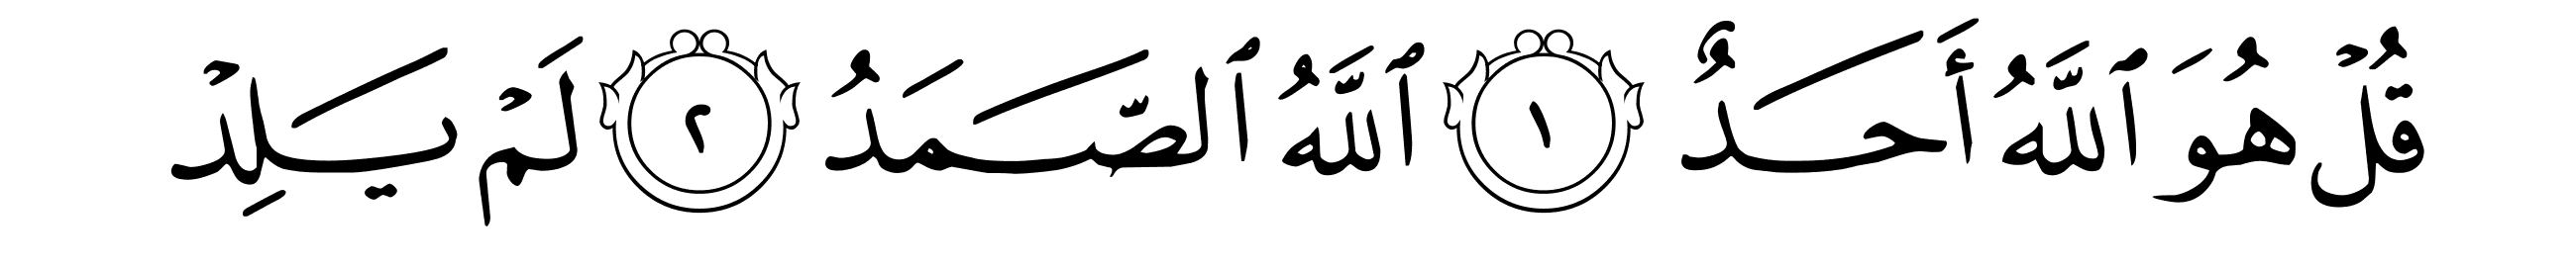 قُلْ هُوَ ٱللَّهُ أَحَدٌ ١ ٱللَّهُ ٱلصَّمَدُ ٢ لَمْ يَلِدْ